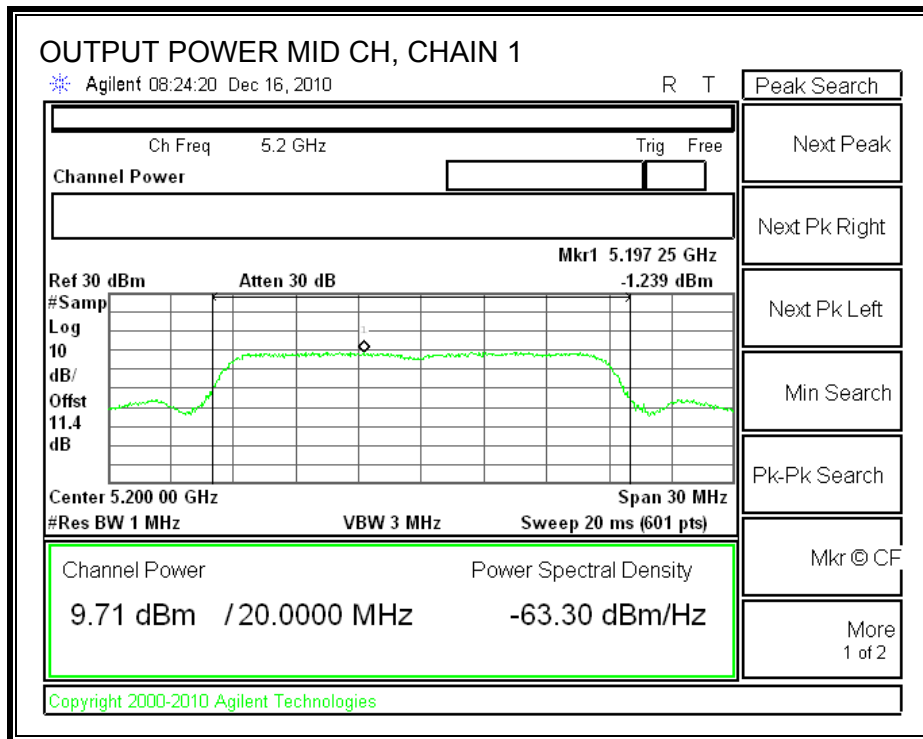 OUTPUT POWER MID CH, CHAIN 1
Agilent 08:24:20 Dec 16, 2010 R T
Peak Search
Ch Freq 5.2 GHz Trig Free
Channel Power
Next Peak
Next Pk Right
Mkr1 5.197 25 GHz
Ref 30 dBm Atten 30 dB -1.239 dBm
#Samp
Log
10
dB/
Offst
11.4
dB
1
Next Pk Left
Min Search
Pk-Pk Search
Center 5.200 00 GHz Span 30 MHz
#Res BW 1 MHz VBW 3 MHz Sweep 20 ms (601 pts)
Channel Power Power Spectral Density
9.71 dBm / 20.0000 MHz -63.30 dBm/Hz
Mkr © CF
More
1 of 2
Copyright 2000-2010 Agilent Technologies